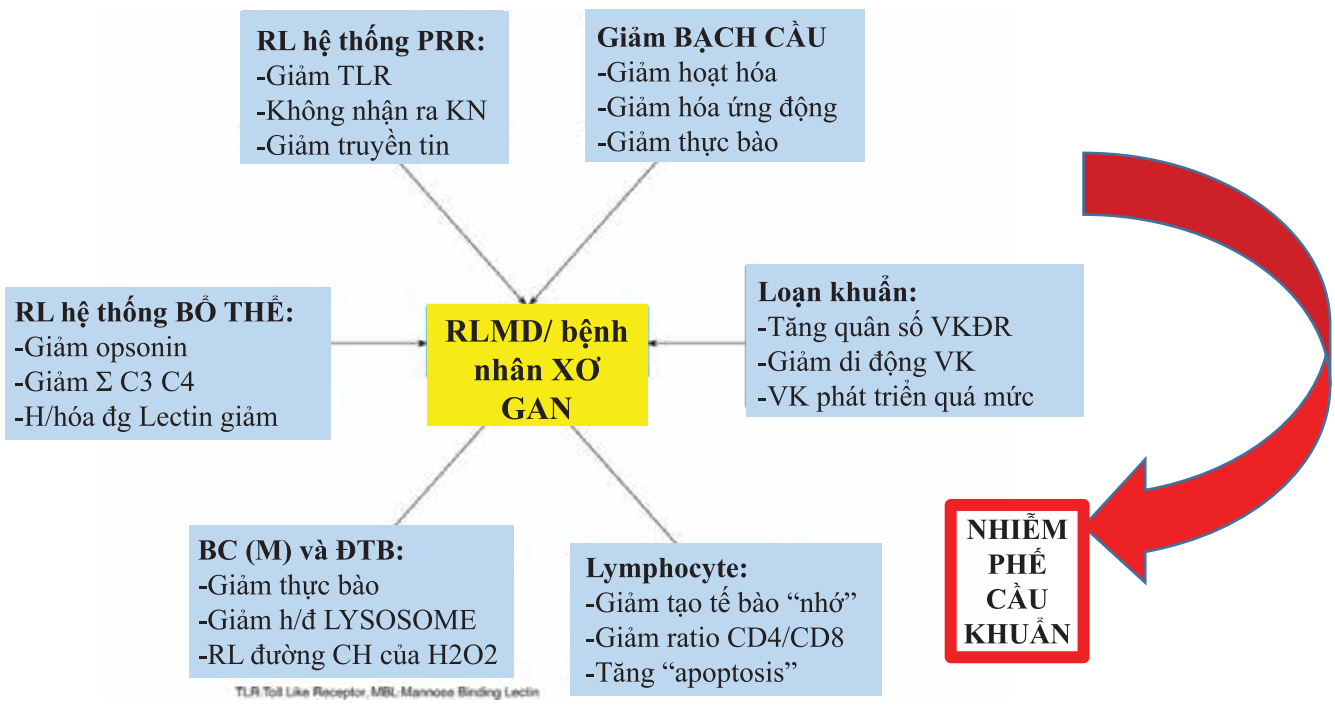 RL hệ thống PRR:
-Giảm TLR
-Không nhận ra KN
-Giảm truyền tin
Giảm BẠCH CẦU
-Giảm hoạt hóa
-Giảm hóa ứng động
-Giảm thực bào
RL hệ thống BỔ THỂ:
-Giảm opsonin
-Giảm Σ C3 C4
-H/hóa đg Lectin giảm
RLMD/ bệnh
nhân XƠ
GAN
Loạn khuẩn:
-Tăng quân số VKĐR
-Giảm di động VK
-VK phát triển quá mức
BC (M) và ĐTB:
-Giảm thực bào
-Giảm h/đ LYSOSOME
-RL đường CH của H2O2
Lymphocyte:
-Giảm tạo tế bào “nhớ”
-Giảm ratio CD4/CD8
-Tăng “apoptosis”
NHIỄM
PHẾ
CẦU
KHUẨN
TLR:Toll Like Receptor, MBL:Mannose Binding Lectin